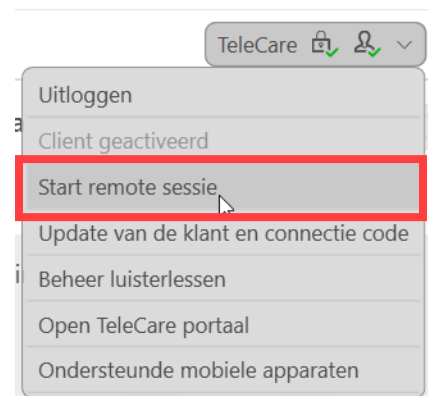 TeleCare
Uitloggen
Client geactiveerd
Start remote sessie
Update van de klant en connectie code
Beheer luisterlessen
Open TeleCare portaal
Ondersteunde mobiele apparaten